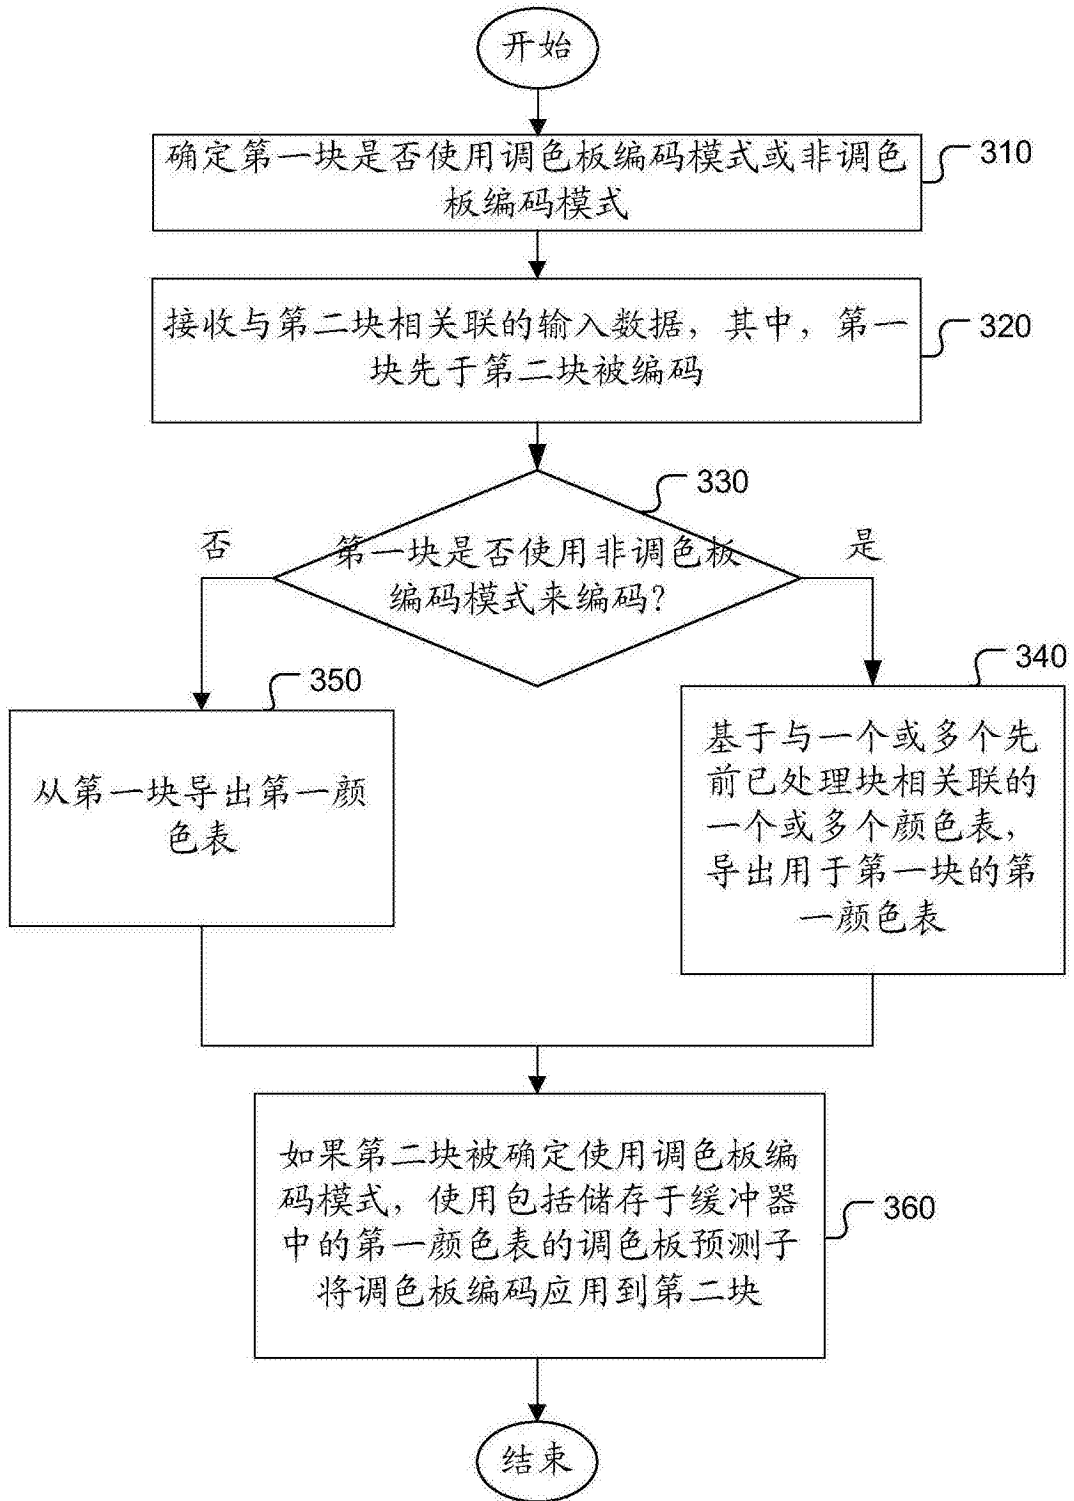 开始
确定第一块是否使用调色板编码模式或非调色
板编码模式
310
接收与第二块相关联的输入数据，其中，第一
块先于第二块被编码
320
330
否
第一块是否使用非调色板
编码模式来编码？
是
350
从第一块导出第一颜
色表
340
基于与一个或多个先
前已处理块相关联的
一个或多个颜色表，
导出用于第一块的第
一颜色表
如果第二块被确定使用调色板编
码模式，使用包括储存于缓冲器
中的第一颜色表的调色板预测子
将调色板编码应用到第二块
360
结束